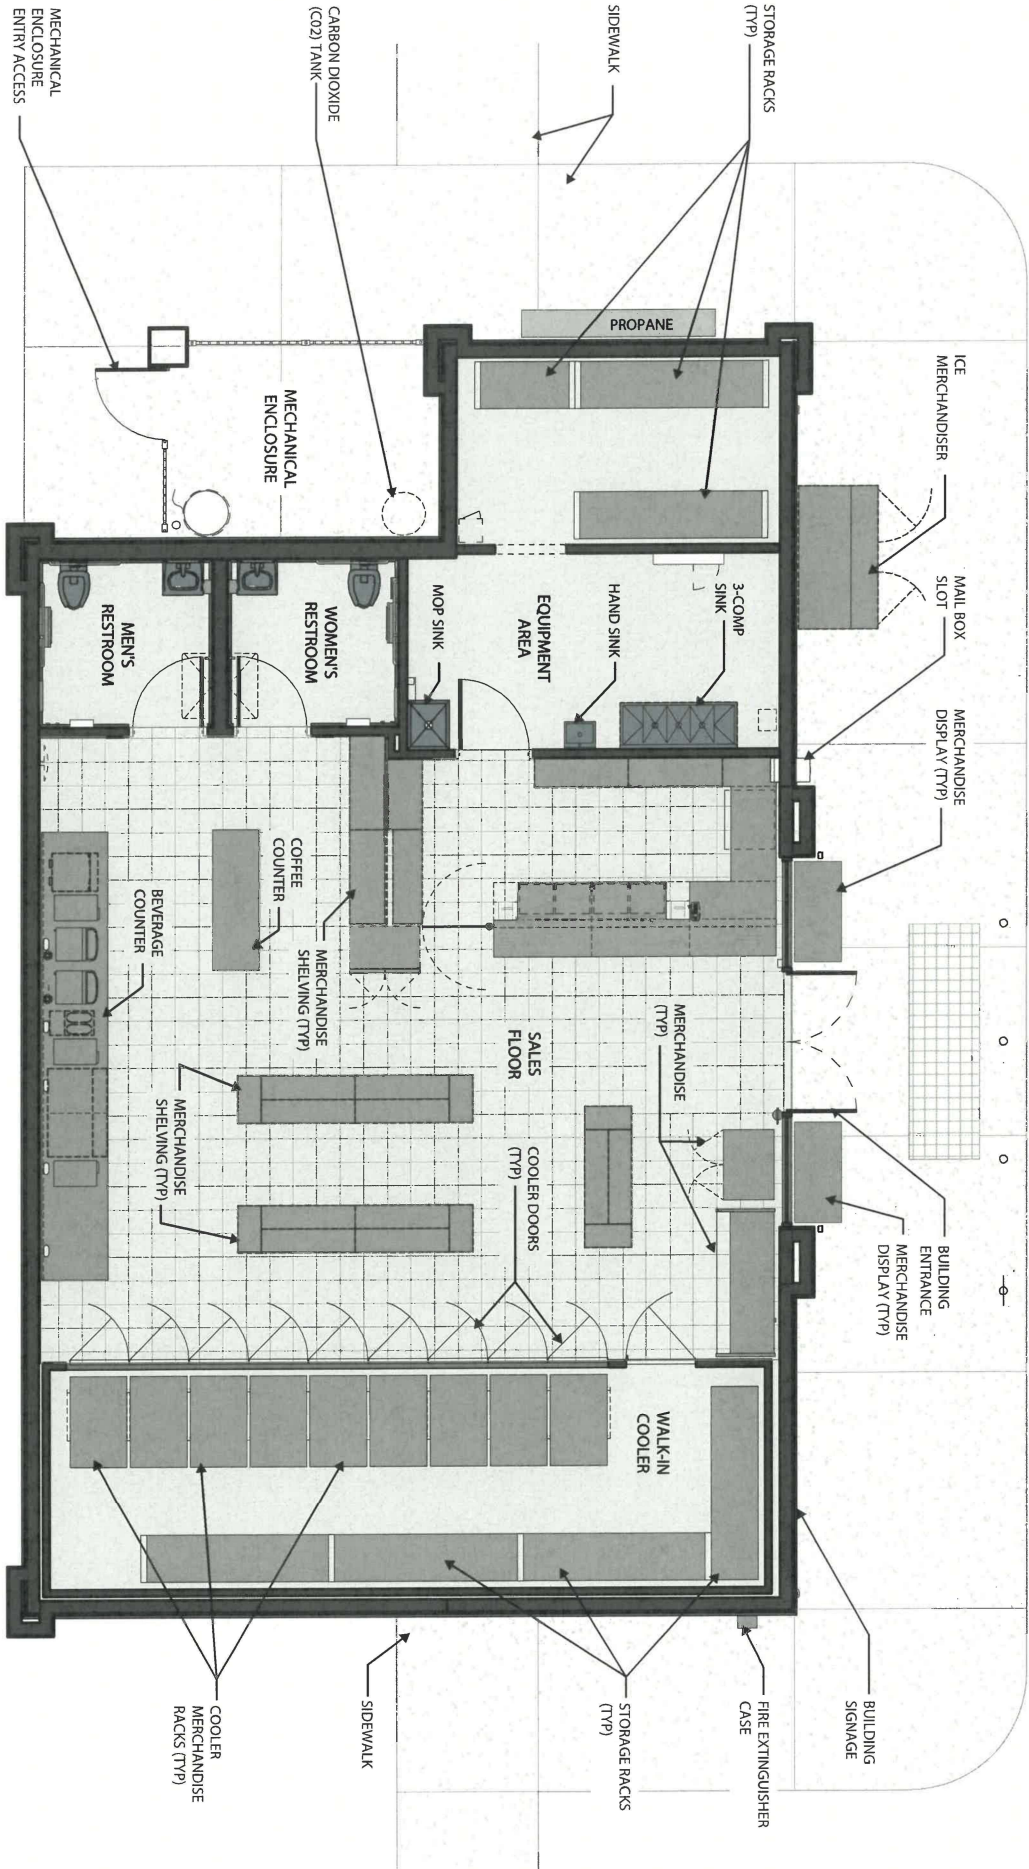 MECHANICAL
ENCLOSURE
ENTRY ACCESS
CARBON DIOXIDE
(C02) TANK
SIDEWALK
STORAGE RACKS
(TYP)
PROPANE
MECHANICAL
ENCLOSURE
ICE
MERCHANDISER
MAIL BOX
SLOT
MERCHANDISE
DISPLAY (TYP)
MEN'S
RESTROOM
WOMEN'S
RESTROOM
MOP SINK
EQUIPMENT
AREA
HAND SINK
3-COMP
SINK
BEVERAGE
COUNTER
COFFEE
COUNTER
MERCHANDISE
SHELVING (TYP)
SALES
FLOOR
MERCHANDISE
(TYP)
MERCHANDISE
SHELVING (TYP)
COOLER DOORS
(TYP)
BUILDING
ENTRANCE
MERCHANDISE
DISPLAY (TYP)
WALK-IN
COOLER
COOLER
MERCHANDISE
RACKS (TYP)
SIDEWALK
STORAGE RACKS
(TYP)
FIRE EXTINGUISHER
CASE
BUILDING
SIGNAGE